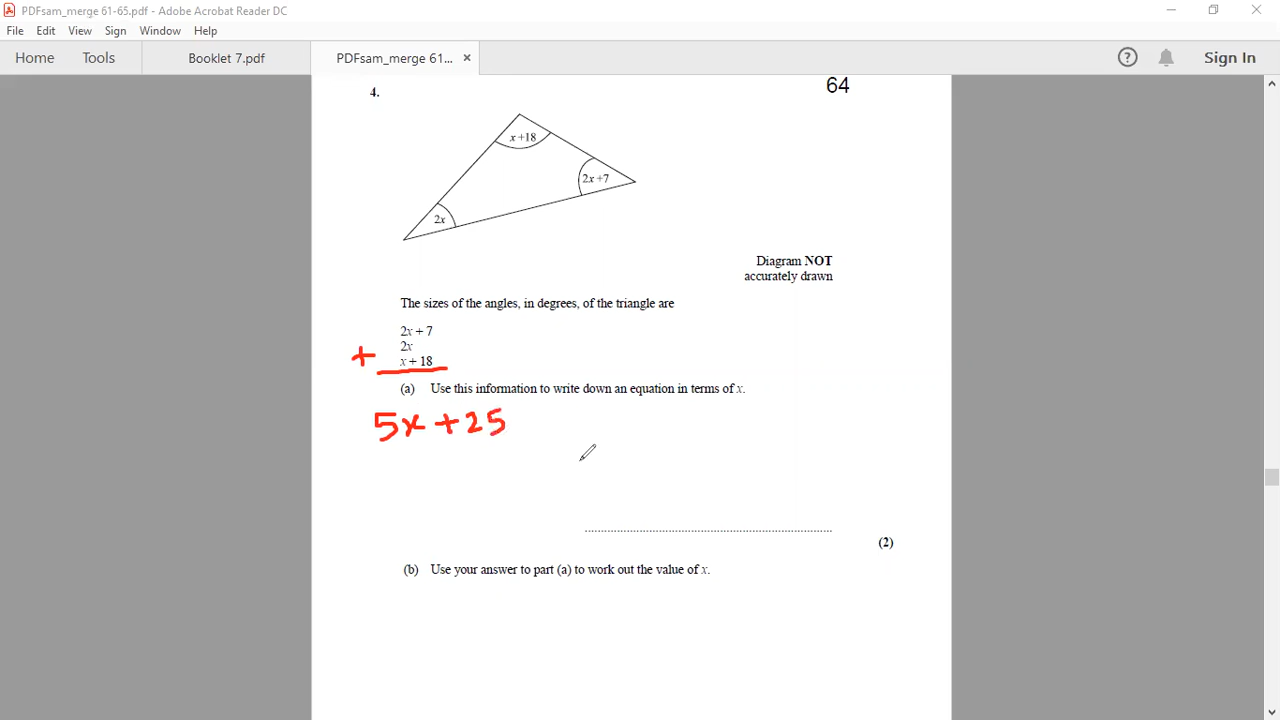 PDFsam_merge 61-65.pdf - Adobe Acrobat Reader DC
File Edit View Sign Window Help
Home Tools Booklet 7.pdf PDFsam_merge 61... × Sign In
64
4.
x +18
2x +7
2x
Diagram NOT
accurately drawn
The sizes of the angles, in degrees, of the triangle are
2x + 7
2x
+ x + 18
(a) Use this information to write down an equation in terms of x.
5x + 25
(2)
(b) Use your answer to part (a) to work out the value of x.